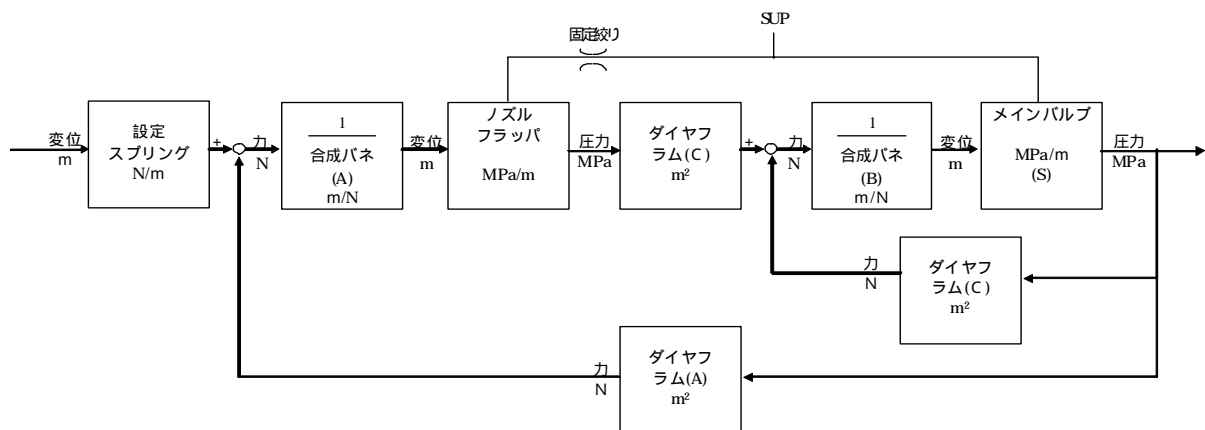 SUP
固定絞り
変位
m
設定
スプリング
N/m
+
力
N
1
合成バネ
(A)
m/N
変位
m
ノズル
フラッパ
MPa/m
圧力
MPa
ダイヤフ
ラム(C)
m²
+
力
N
1
合成バネ
(B)
m/N
変位
m
メインバルブ
MPa/m
(S)
圧力
MPa
力
N
ダイヤフ
ラム(C)
m²
力
N
ダイヤフ
ラム(A)
m²